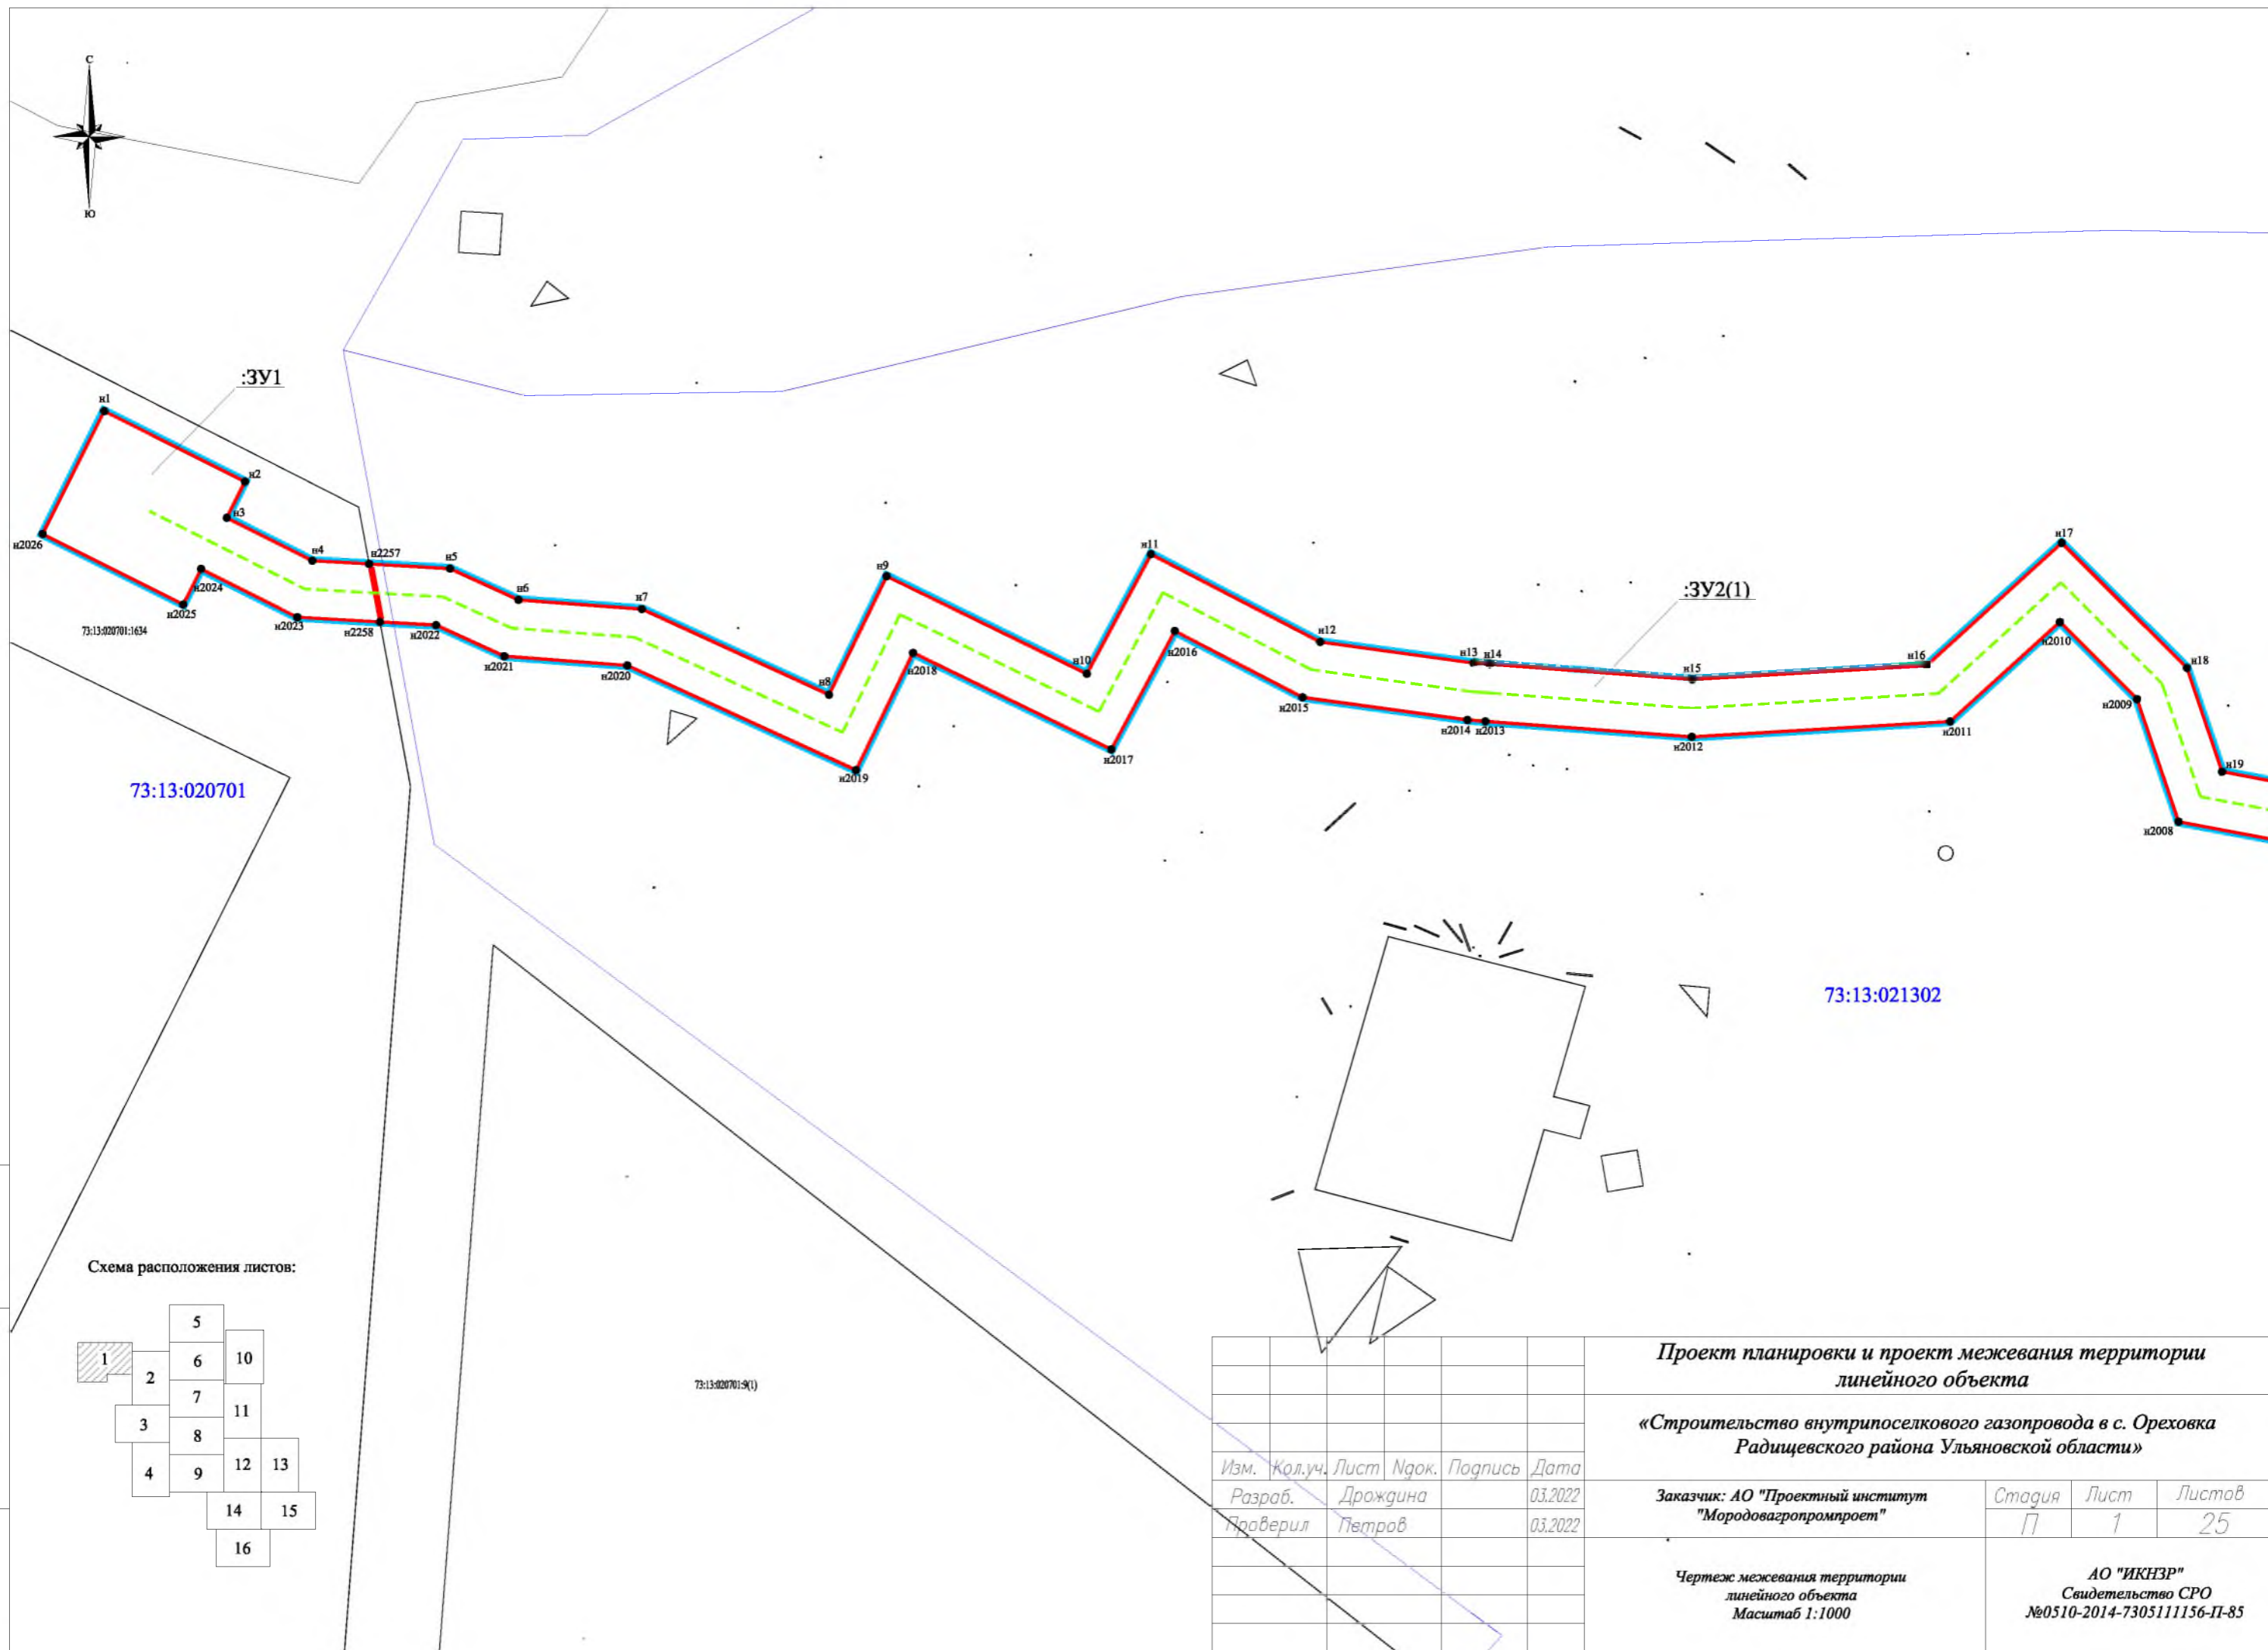 С
Ю
:ЗУ1
н1
н2
н3
н2026
н4
н2257
н5
н2024
н2025
н6
н7
н2023
н2258
н2022
73:13:020701:1634
н2021
н2020
н8
н9
н10
н11
н2018
н2019
н2016
н2017
н12
н2015
н13
н14
н2014
н2013
:ЗУ2(1)
н15
н2012
н16
н2011
н17
н2010
н18
н2009
н19
н2008
73:13:020701
73:13:021302
73:13:020701:9(1)
Схема расположения листов:
5
1
6
10
2
7
3
11
8
4
9
12
13
14
15
16
Проект планировки и проект межевания территории
линейного объекта
«Строительство внутрипоселкового газопровода в с. Ореховка
Радищевского района Ульяновской области»
Изм. Кол.уч. Лист Nдок. Подпись Дата
Разраб. Дрождина 03.2022
Проверил Петров 03.2022
Заказчик: АО "Проектный институт
"Мородовагропромпроет"
Стадия Лист Листов
П 1 25
Чертеж межевания территории
линейного объекта
Масштаб 1:1000
АО "ИКНЗР"
Свидетельство СРО
№0510-2014-7305111156-П-85